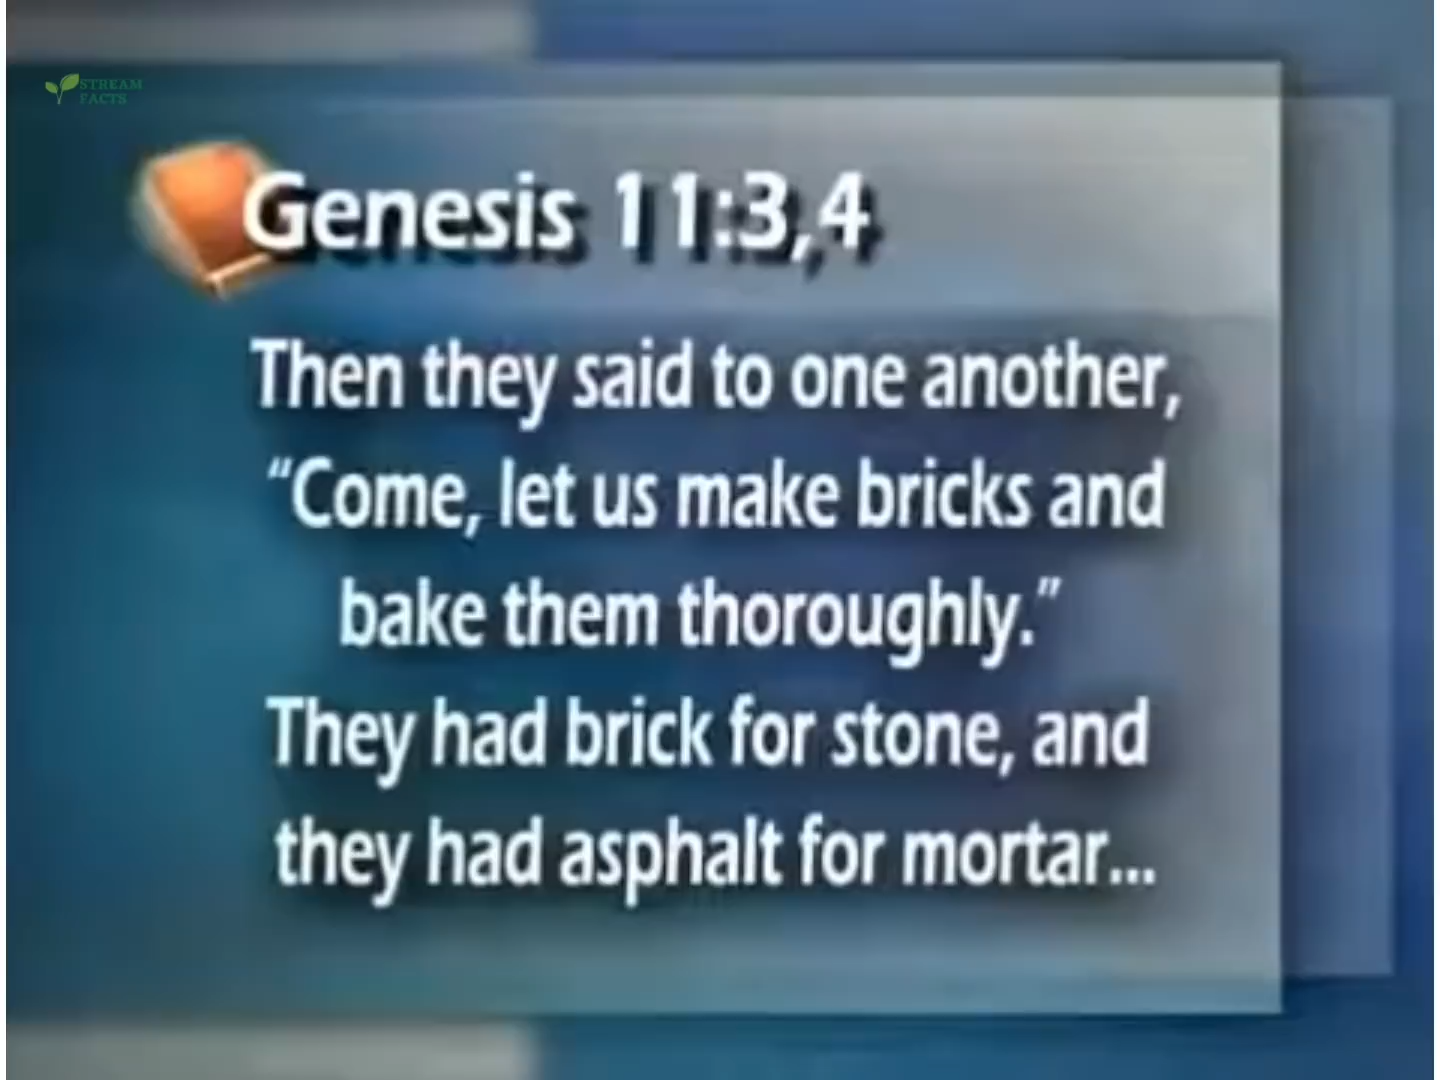 STREAM
FACTS
Genesis 11:3,4
Then they said to one another,
“Come, let us make bricks and
bake them thoroughly.”
They had brick for stone, and
they had asphalt for mortar...